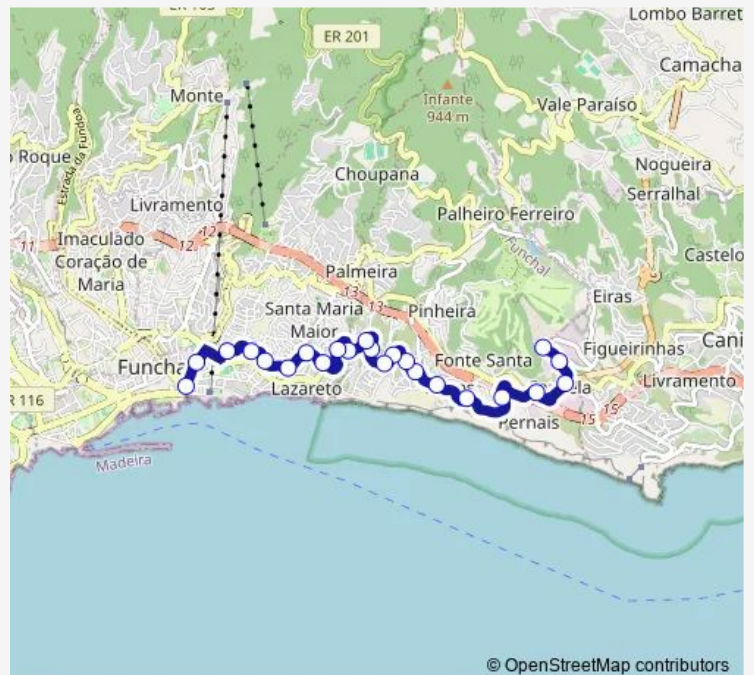 ER 103
Lombo Barret
ER 201
Camacha
Monte
Infante
944 m
Vale Paraíso
Estrada da Fundoa
o Roque
Choupana
Nogueira
Serralhal
Livramento
Palheiro Ferreiro
12
11
12
Imaculado
Coração de
Maria
Funchal
Castelo
Palmeira
13
13
Eiras
Santa Maria
Maior
Pinheira
Figueirinhas
Cani
Funcha
Fonte Santa
Lazareto
Livramento
R 116
15
15
Pernais
Madeira
© OpenStreetMap contributors